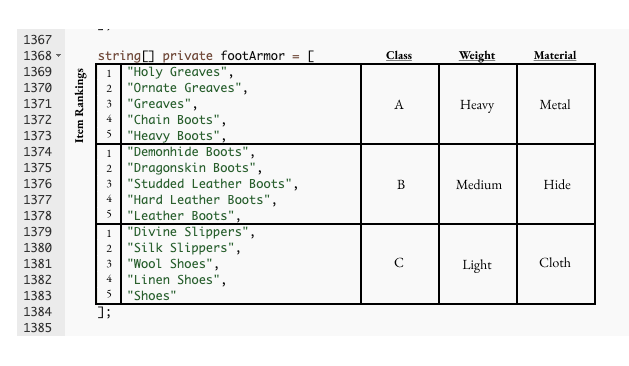 1367
1368 string[] private footArmor = [ Class Weight Material
Item Rankings
1369 1 "Holy Greaves",
1370 2 "Ornate Greaves",
1371 3 "Greaves", A Heavy Metal
1372 4 "Chain Boots",
1373 5 "Heavy Boots",
1374 1 "Demonhide Boots",
1375 2 "Dragonskin Boots",
1376 3 "Studded Leather Boots", B Medium Hide
1377 4 "Hard Leather Boots",
1378 5 "Leather Boots",
1379 1 "Divine Slippers",
1380 2 "Silk Slippers",
1381 3 "Wool Shoes", C Light Cloth
1382 4 "Linen Shoes",
1383 5 "Shoes"
1384 ];
1385